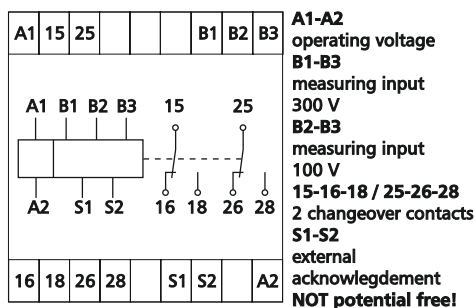 A1 15 25 B1 B2 B3
A1 B1 B2 B3 15 25
A2 S1 S2 16 18 26 28
16 18 26 28 S1 S2 A2
A1-A2
operating voltage
B1-B3
measuring input
300 V
B2-B3
measuring input
100 V
15-16-18 / 25-26-28
2 changeover contacts
S1-S2
external
acknowlegdement
NOT potential free!